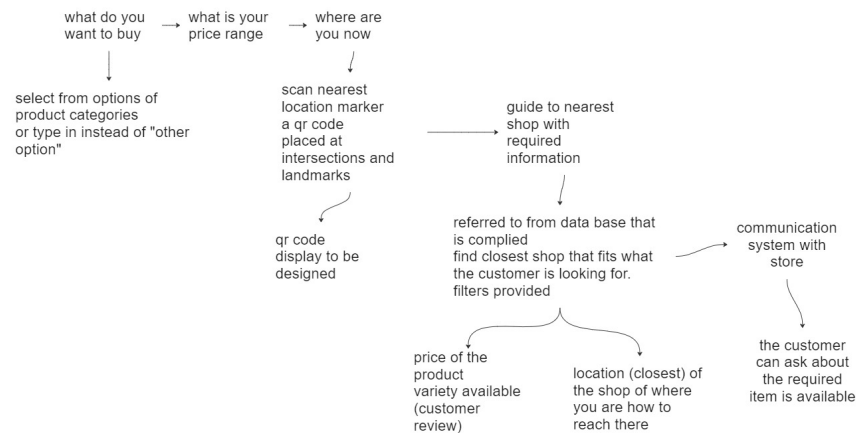 what do you
want to buy
what is your
price range
where are
you now
select from options of
product categories
or type in instead of "other
option"
scan nearest
location marker
a qr code
placed at
intersections and
landmarks
guide to nearest
shop with
required
information
qr code
display to be
designed
referred to from data base that
is complied
find closest shop that fits what
the customer is looking for.
filters provided
communication
system with
store
price of the
product
variety available
(customer
review)
location (closest) of
the shop of where
you are how to
reach there
the customer
can ask about
the required
item is available